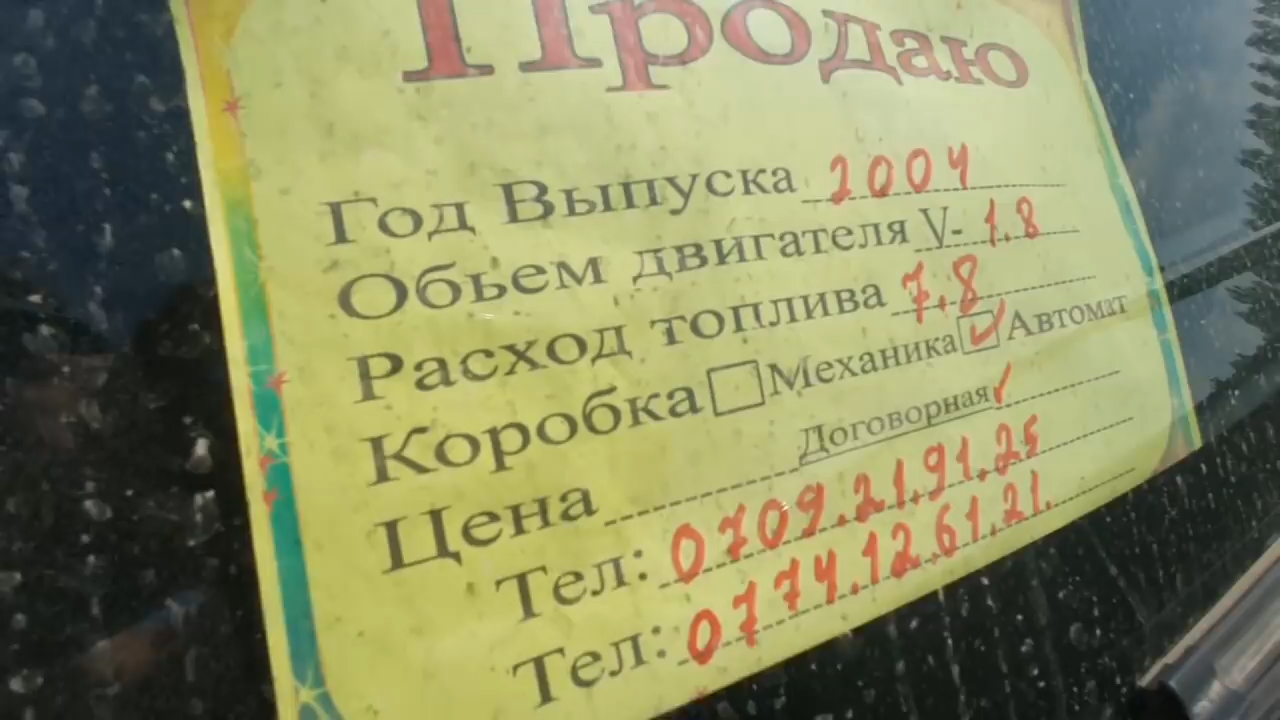 Продаю
Год Выпуска 2004
Обьем двигателя V- 1.8
Расход топлива 7,8
Коробка Механика ✓ Автомат
Цена Договорная ✓
Тел: 0709.21.91.25
Тел: 0774.12.61.21.